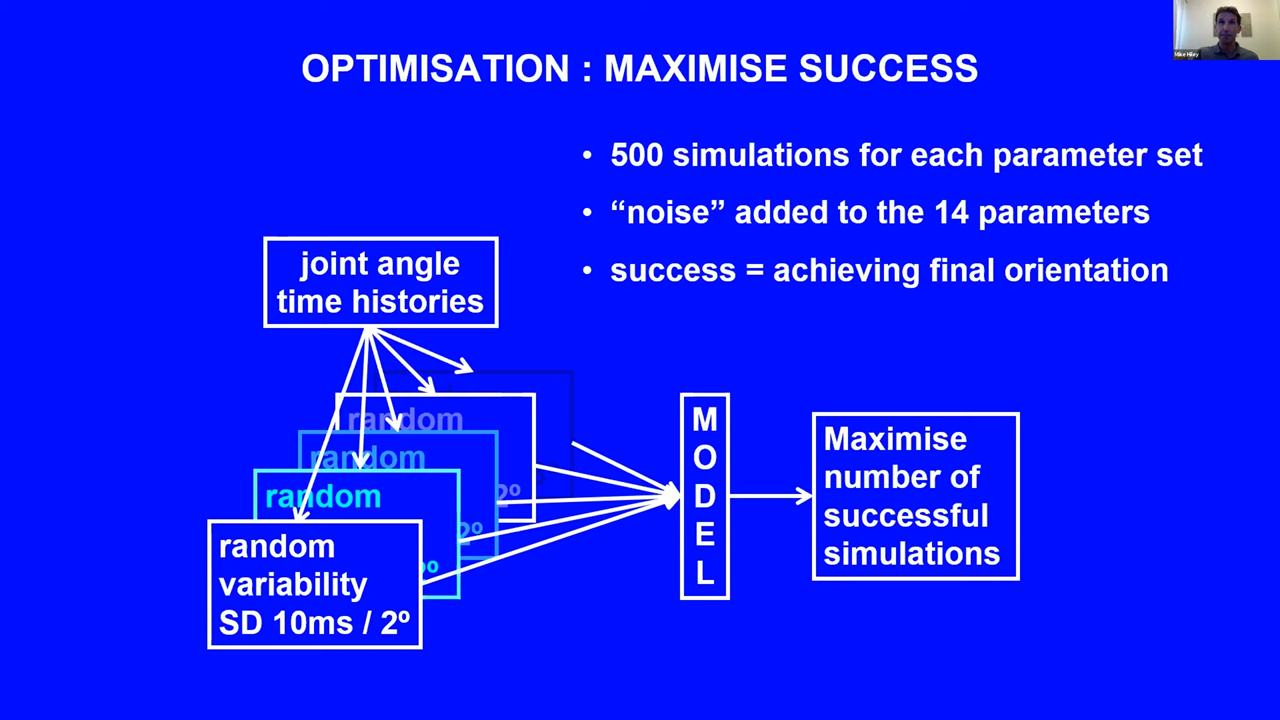 OPTIMISATION : MAXIMISE SUCCESS
Mike Hiley
• 500 simulations for each parameter set
• “noise” added to the 14 parameters
• success = achieving final orientation
joint angle
time histories
random
random
2º
random
2º
º
random
variability
SD 10ms / 2º
M
O
D
E
L
Maximise
number of
successful
simulations